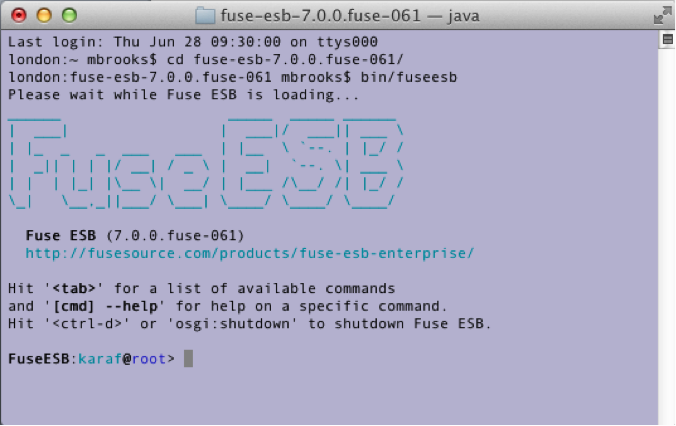 fuse-esb-7.0.0.fuse-061 — java
Last login: Thu Jun 28 09:30:00 on ttys000
london:~ mbrooks$ cd fuse-esb-7.0.0.fuse-061/
london:fuse-esb-7.0.0.fuse-061 mbrooks$ bin/fuseesb
Please wait while Fuse ESB is loading...
FuseESB
Fuse ESB (7.0.0.fuse-061)
http://fusesource.com/products/fuse-esb-enterprise/
Hit '<tab>' for a list of available commands
and '[cmd] --help' for help on a specific command.
Hit '<ctrl-d>' or 'osgi:shutdown' to shutdown Fuse ESB.
FuseESB:karaf@root>